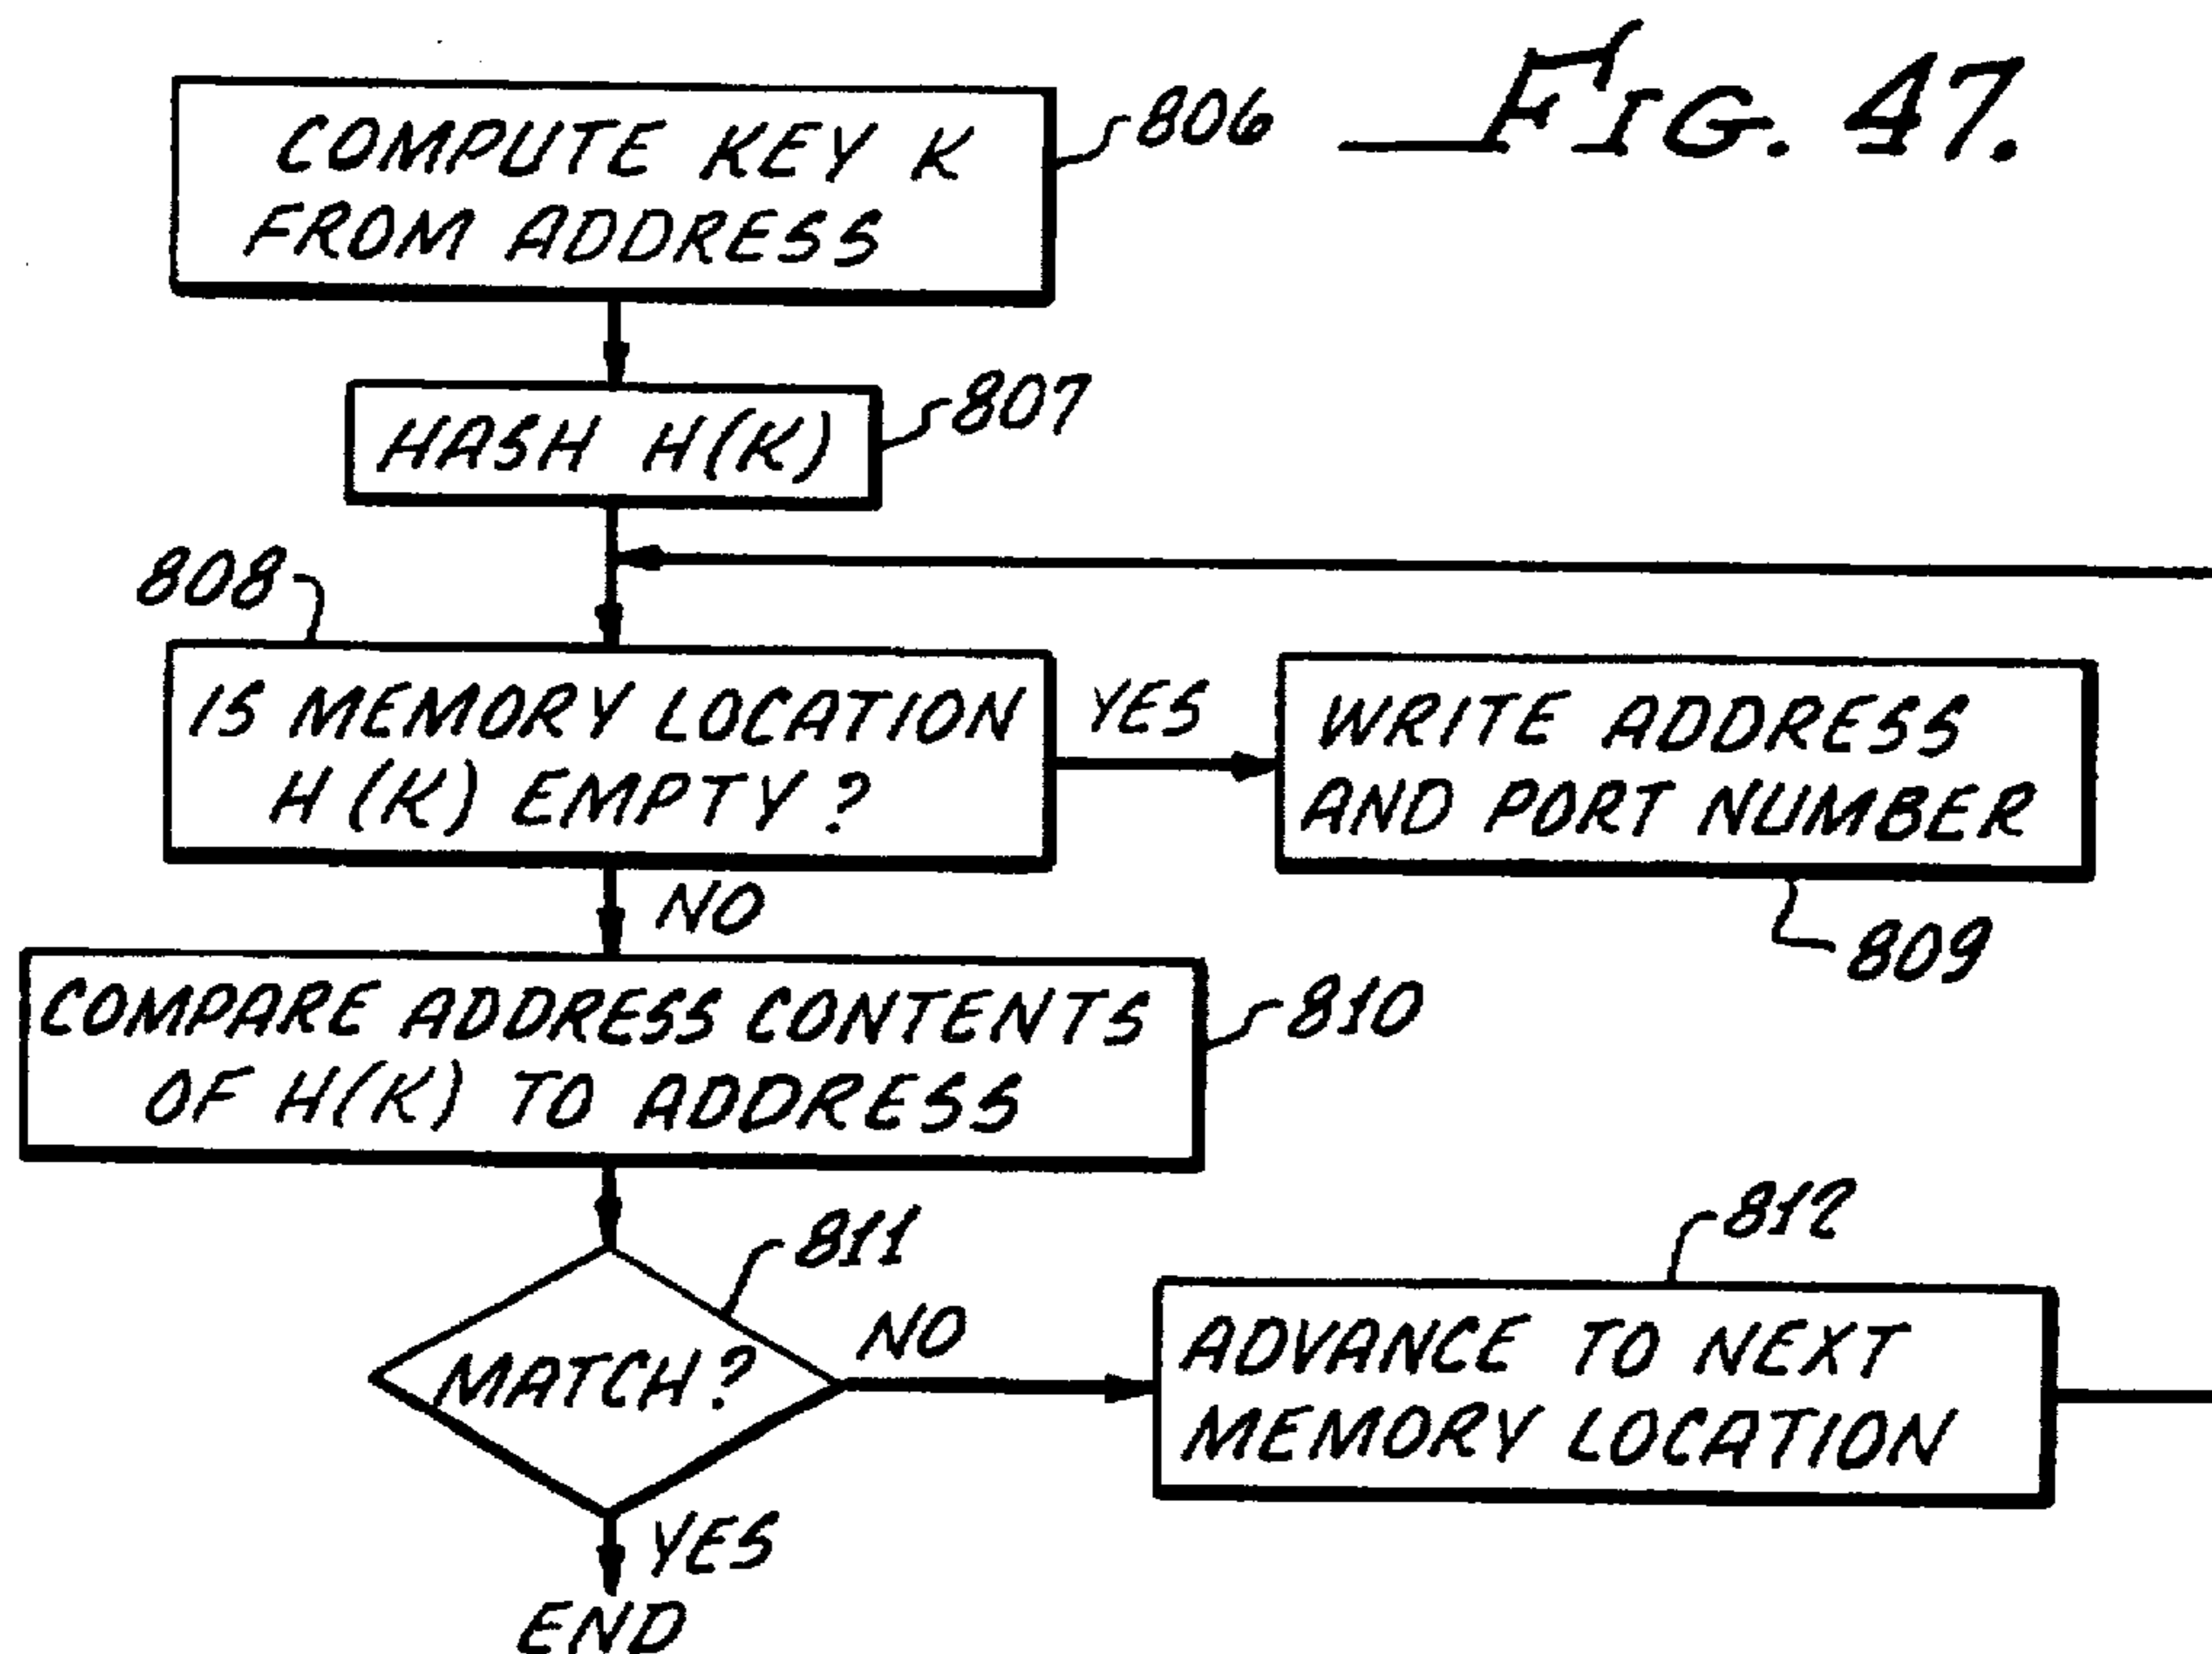 FIG. 47.
COMPUTE KEY K
FROM ADDRESS
806
HASH H(K)
807
808
IS MEMORY LOCATION
H(K) EMPTY?
YES
WRITE ADDRESS
AND PORT NUMBER
809
NO
COMPARE ADDRESS CONTENTS
OF H(K) TO ADDRESS
810
811
MATCH?
NO
812
ADVANCE TO NEXT
MEMORY LOCATION
YES
END